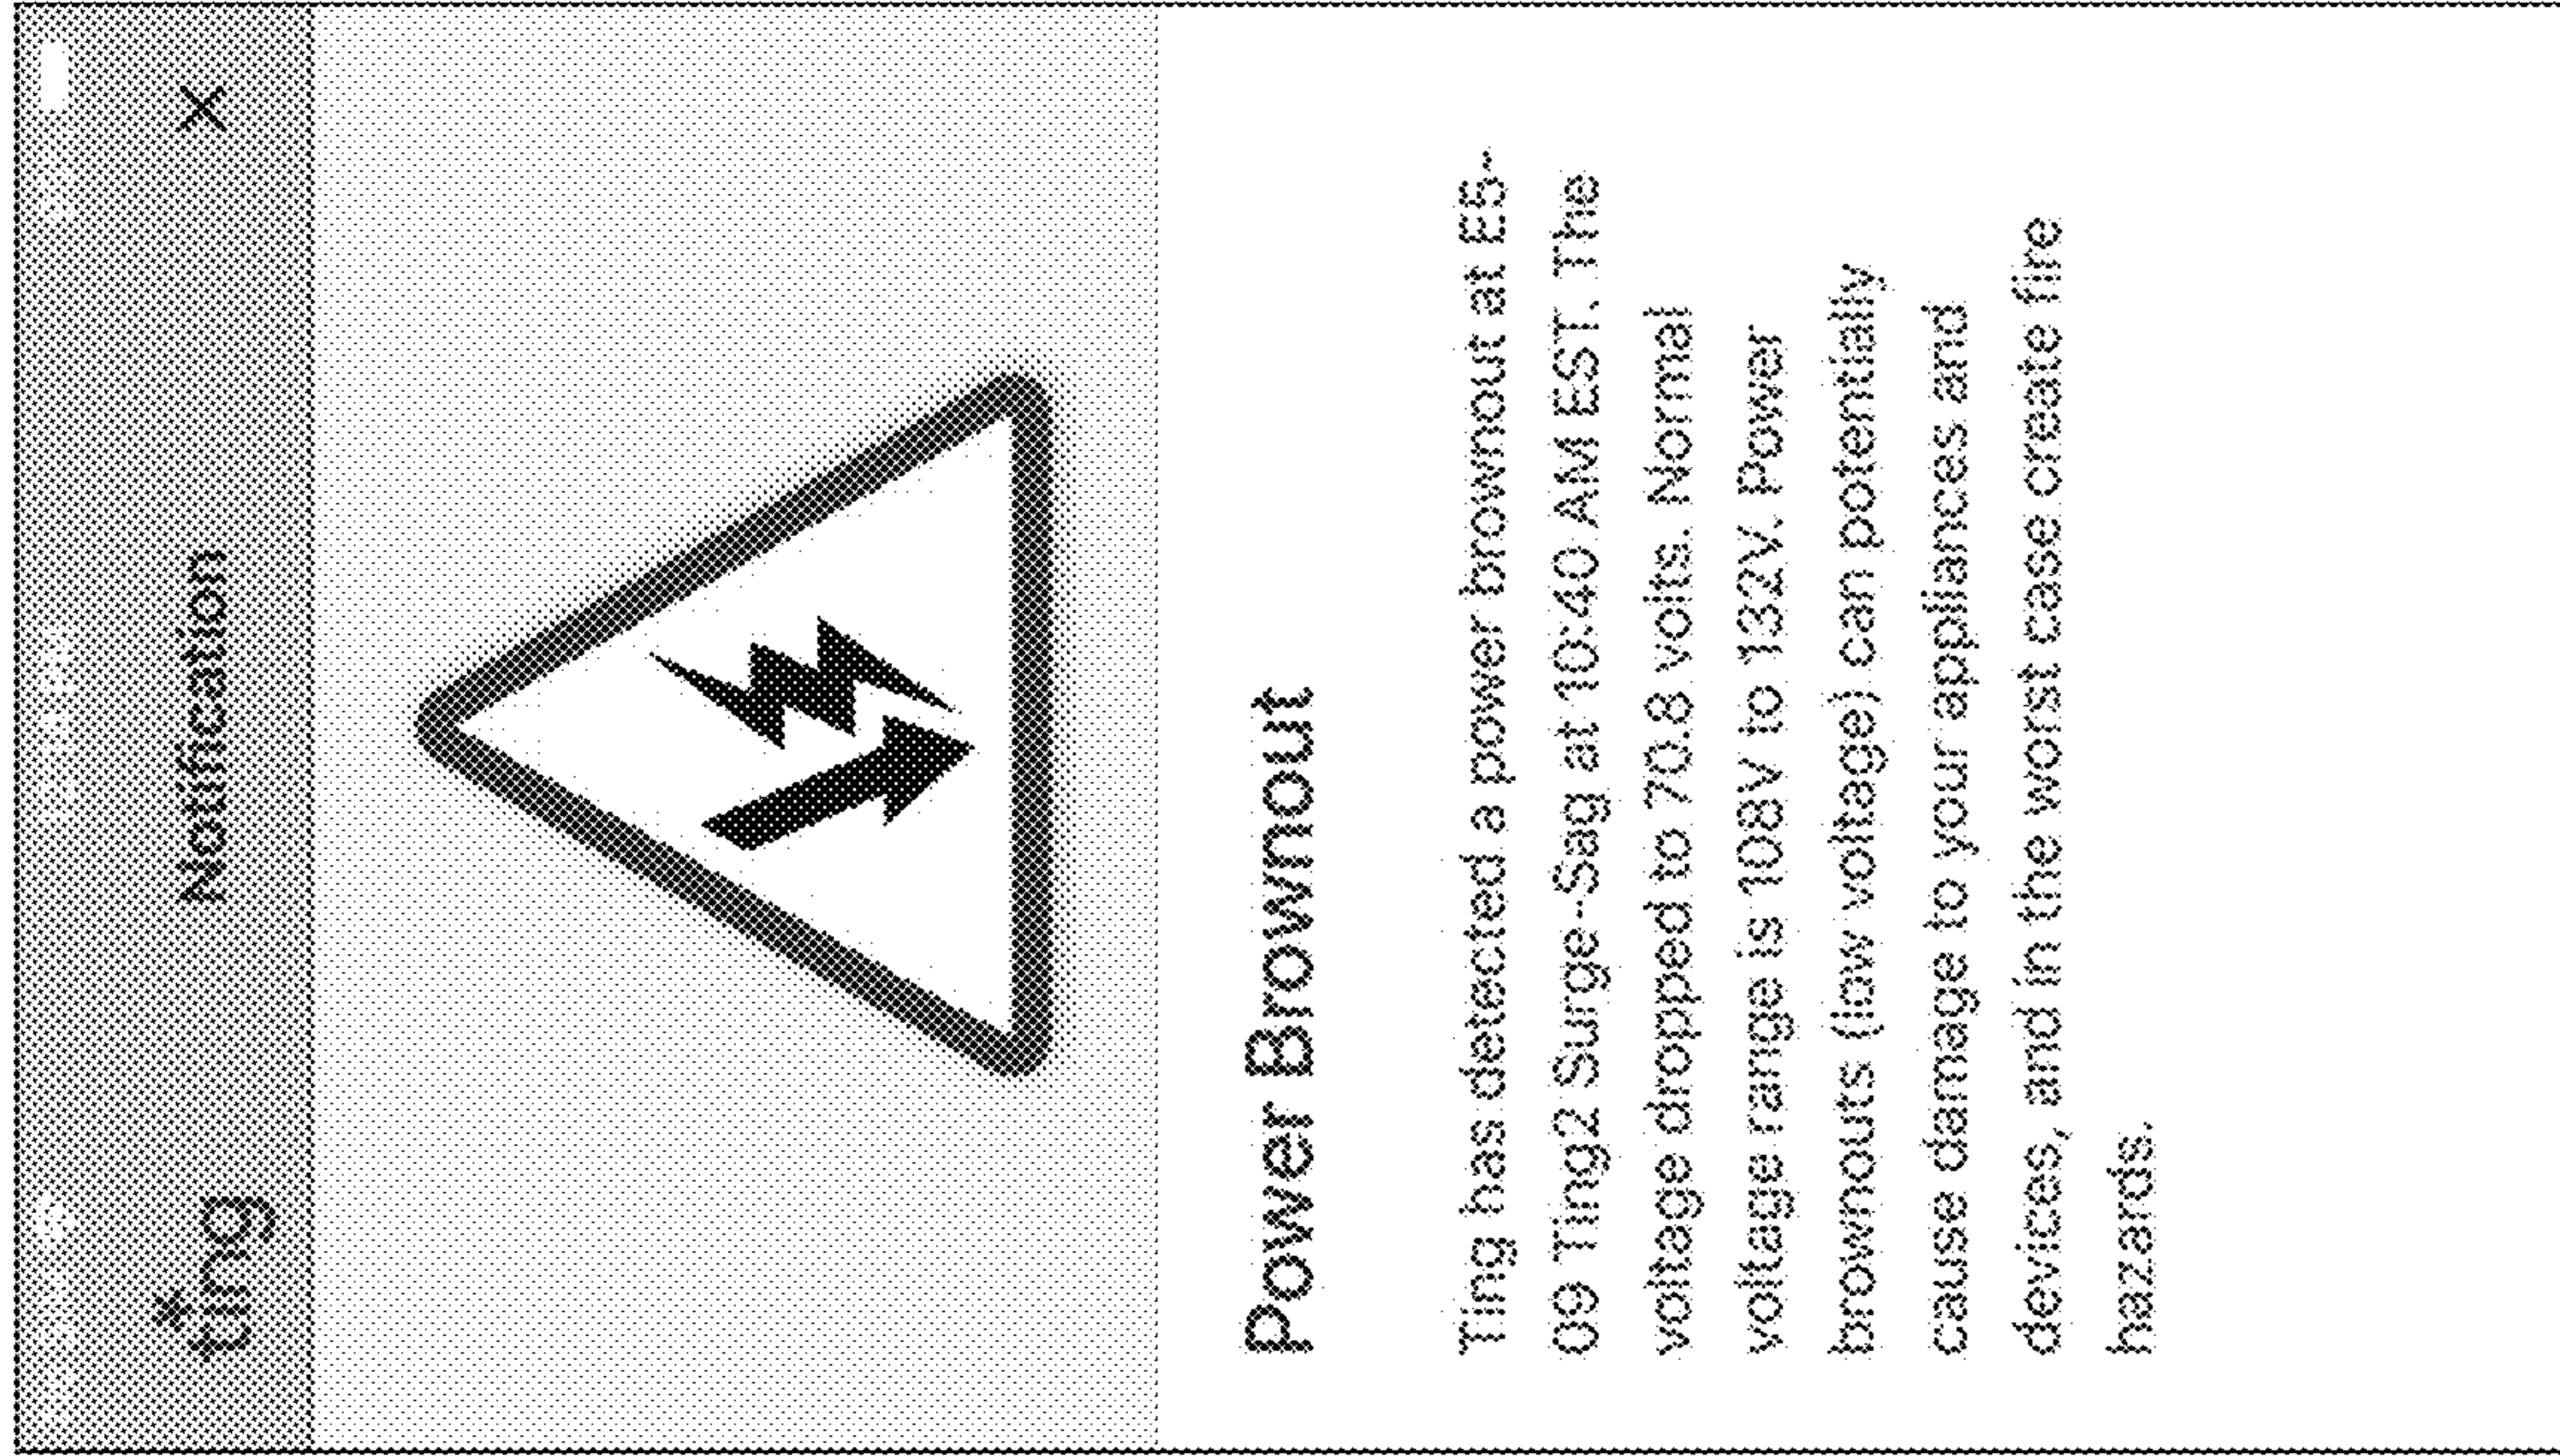 ting Notification ×
Power Brownout
Ting has detected a power brownout at ES-
09 Ting2 Surge-Sag at 10:40 AM EST. The
voltage dropped to 70.8 volts. Normal
voltage range is 108V to 132V. Power
brownouts (low voltage) can potentially
cause damage to your appliances and
devices, and in the worst case create fire
hazards.